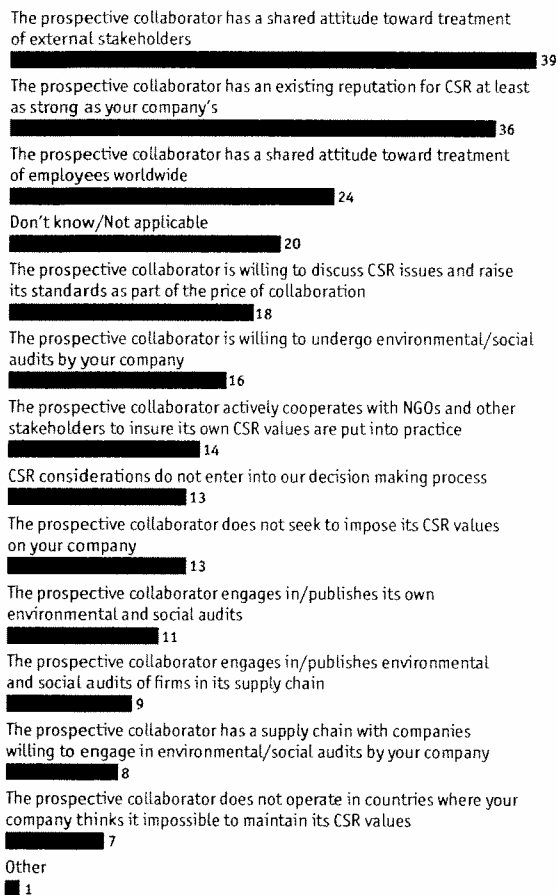 The prospective collaborator has a shared attitude toward treatment
of external stakeholders
39
The prospective collaborator has an existing reputation for CSR at least
as strong as your company's
36
The prospective collaborator has a shared attitude toward treatment
of employees worldwide
24
Don't know/Not applicable
20
The prospective collaborator is willing to discuss CSR issues and raise
its standards as part of the price of collaboration
18
The prospective collaborator is willing to undergo environmental/social
audits by your company
16
The prospective collaborator actively cooperates with NGOs and other
stakeholders to insure its own CSR values are put into practice
14
CSR considerations do not enter into our decision making process
13
The prospective collaborator does not seek to impose its CSR values
on your company
13
The prospective collaborator engages in/publishes its own
environmental and social audits
11
The prospective collaborator engages in/publishes environmental
and social audits of firms in its supply chain
9
The prospective collaborator has a supply chain with companies
willing to engage in environmental/social audits by your company
8
The prospective collaborator does not operate in countries where your
company thinks it impossible to maintain its CSR values
7
Other
1